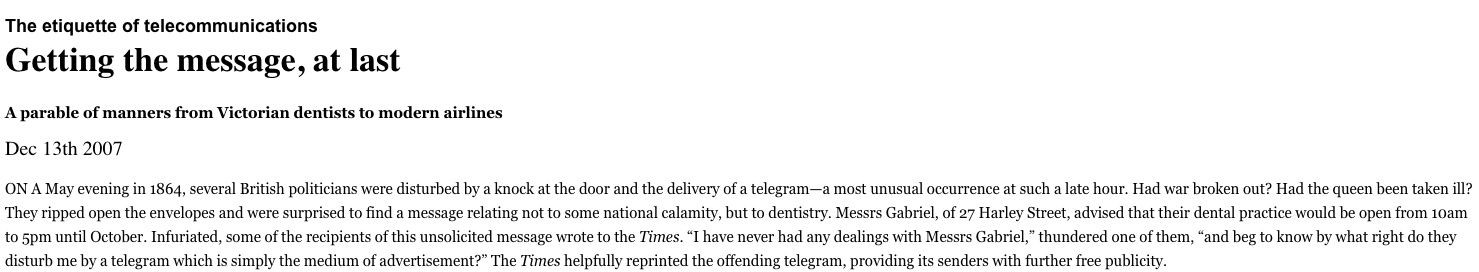 The etiquette of telecommunications
Getting the message, at last
A parable of manners from Victorian dentists to modern airlines
Dec 13th 2007
ON A May evening in 1864, several British politicians were disturbed by a knock at the door and the delivery of a telegram—a most unusual occurrence at such a late hour. Had war broken out? Had the queen been taken ill?
They ripped open the envelopes and were surprised to find a message relating not to some national calamity, but to dentistry. Messrs Gabriel, of 27 Harley Street, advised that their dental practice would be open from 10am
to 5pm until October. Infuriated, some of the recipients of this unsolicited message wrote to the Times. “I have never had any dealings with Messrs Gabriel,” thundered one of them, “and beg to know by what right do they
disturb me by a telegram which is simply the medium of advertisement?” The Times helpfully reprinted the offending telegram, providing its senders with further free publicity.